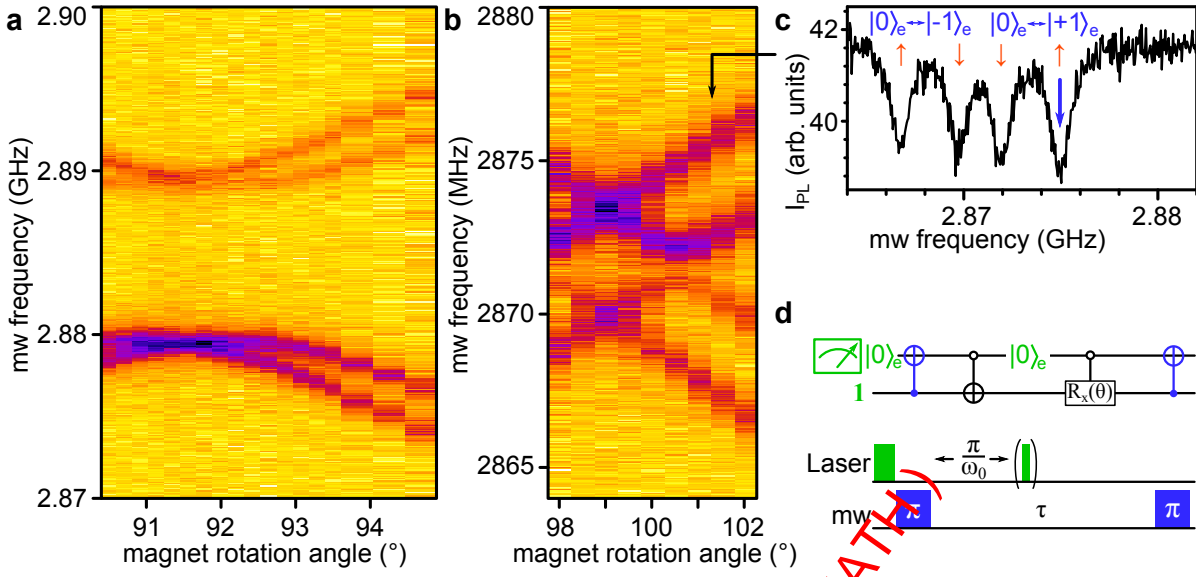 a
2.90
2.89
2.88
2.87
mw frequency (GHz)
91 92 93 94
magnet rotation angle (°)
b
2880
2875
2870
2865
mw frequency (MHz)
98 100 102
magnet rotation angle (°)
c
|0⟩e↔|-1⟩e |0⟩e↔|+1⟩e
42
40
I_PL (arb. units)
2.87 2.88
mw frequency (GHz)
d
|0⟩e |0⟩e
1 Rx(θ)
Laser π/ω0
mw π τ π
ATH)